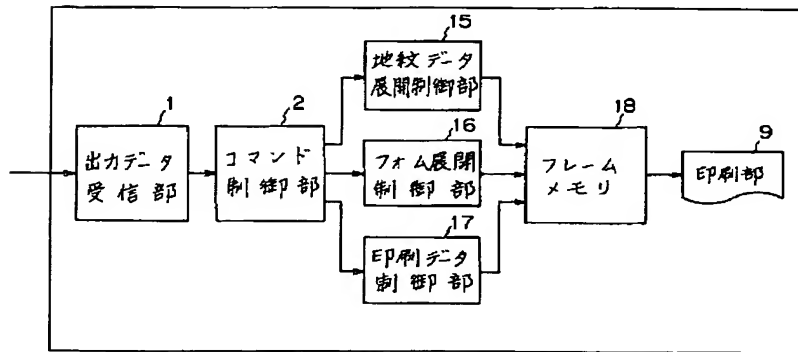 15
地紋データ
展開制御部
1
出力データ
受信部
2
コマンド
制御部
16
フォム展開
制御部
18
フレーム
メモリ
9
印刷部
17
印刷データ
制御部